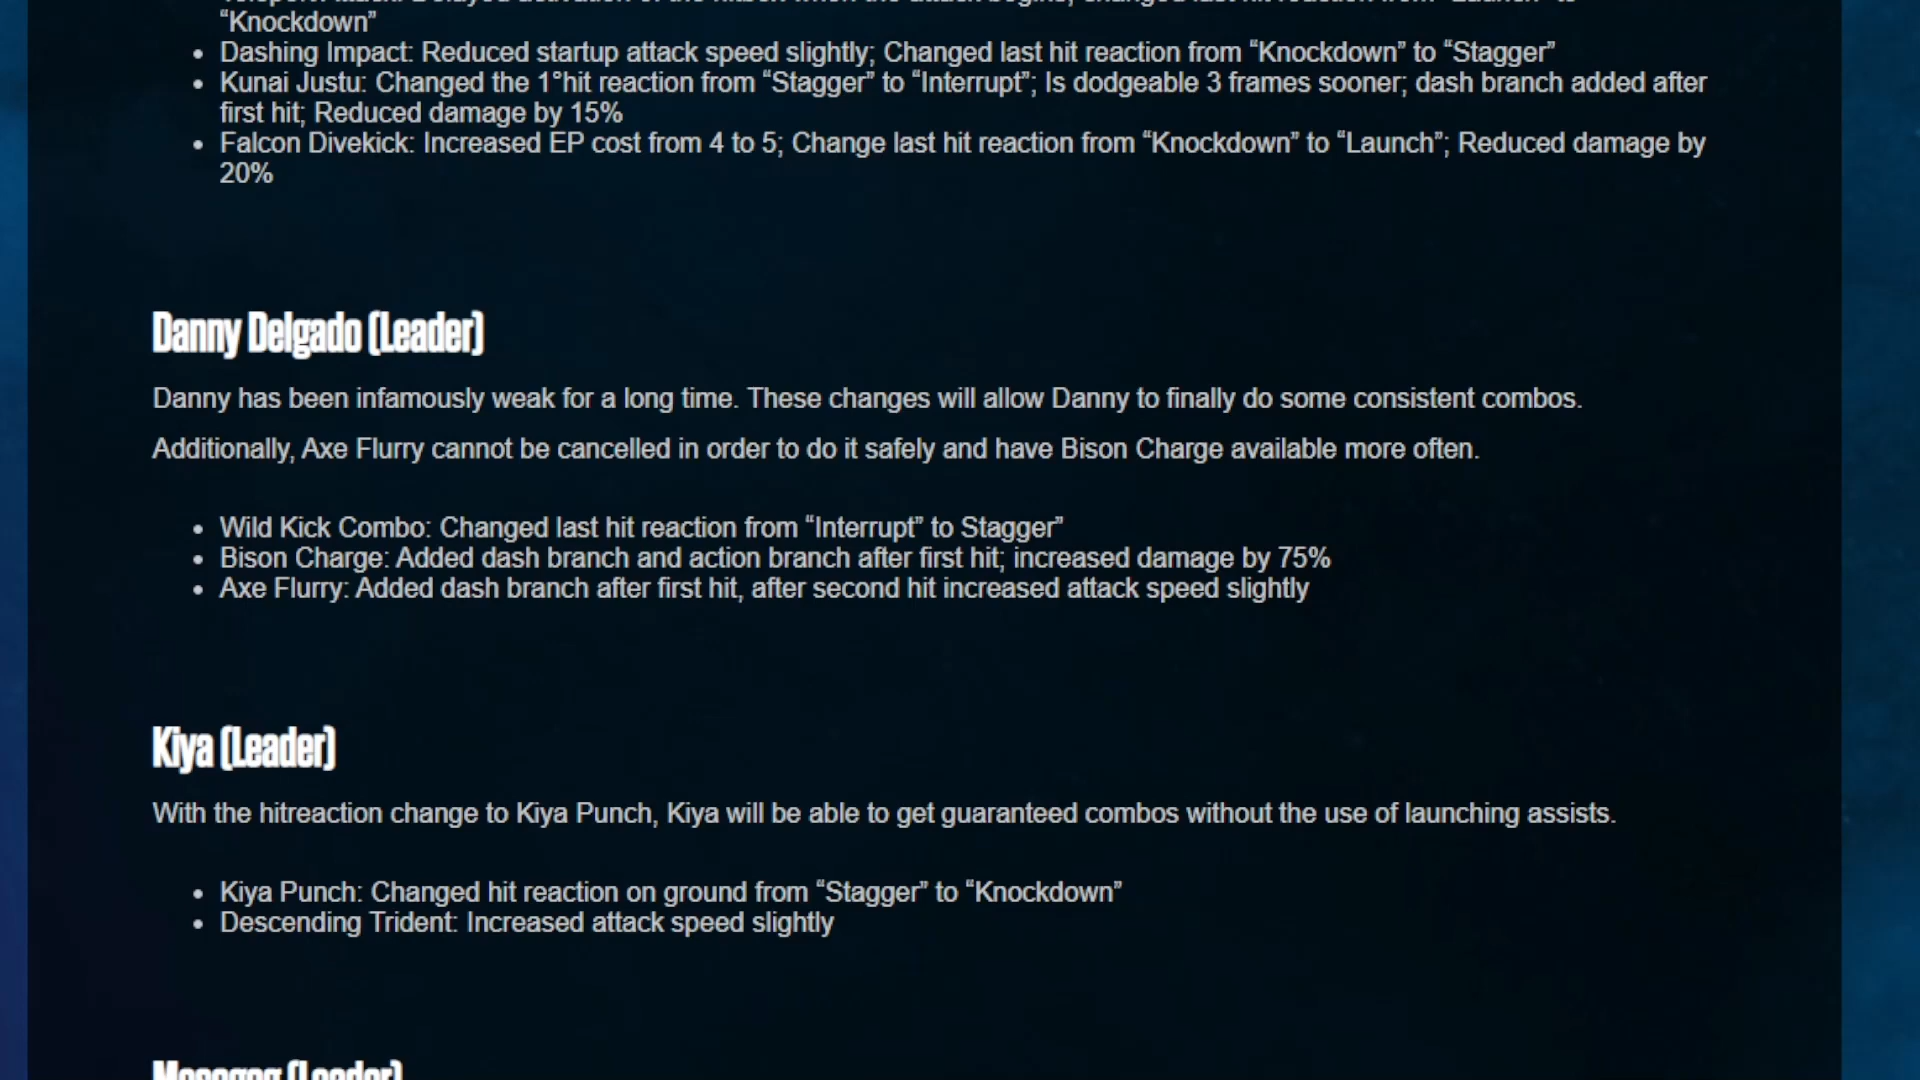 “Knockdown”
• Dashing Impact: Reduced startup attack speed slightly; Changed last hit reaction from “Knockdown” to “Stagger”
• Kunai Justu: Changed the 1°hit reaction from “Stagger” to “Interrupt”; Is dodgeable 3 frames sooner; dash branch added after
first hit; Reduced damage by 15%
• Falcon Divekick: Increased EP cost from 4 to 5; Change last hit reaction from “Knockdown” to “Launch”; Reduced damage by
20%
Danny Delgado (Leader)
Danny has been infamously weak for a long time. These changes will allow Danny to finally do some consistent combos.
Additionally, Axe Flurry cannot be cancelled in order to do it safely and have Bison Charge available more often.
• Wild Kick Combo: Changed last hit reaction from “Interrupt” to Stagger”
• Bison Charge: Added dash branch and action branch after first hit; increased damage by 75%
• Axe Flurry: Added dash branch after first hit, after second hit increased attack speed slightly
Kiya (Leader)
With the hitreaction change to Kiya Punch, Kiya will be able to get guaranteed combos without the use of launching assists.
• Kiya Punch: Changed hit reaction on ground from “Stagger” to “Knockdown”
• Descending Trident: Increased attack speed slightly
(Leader)